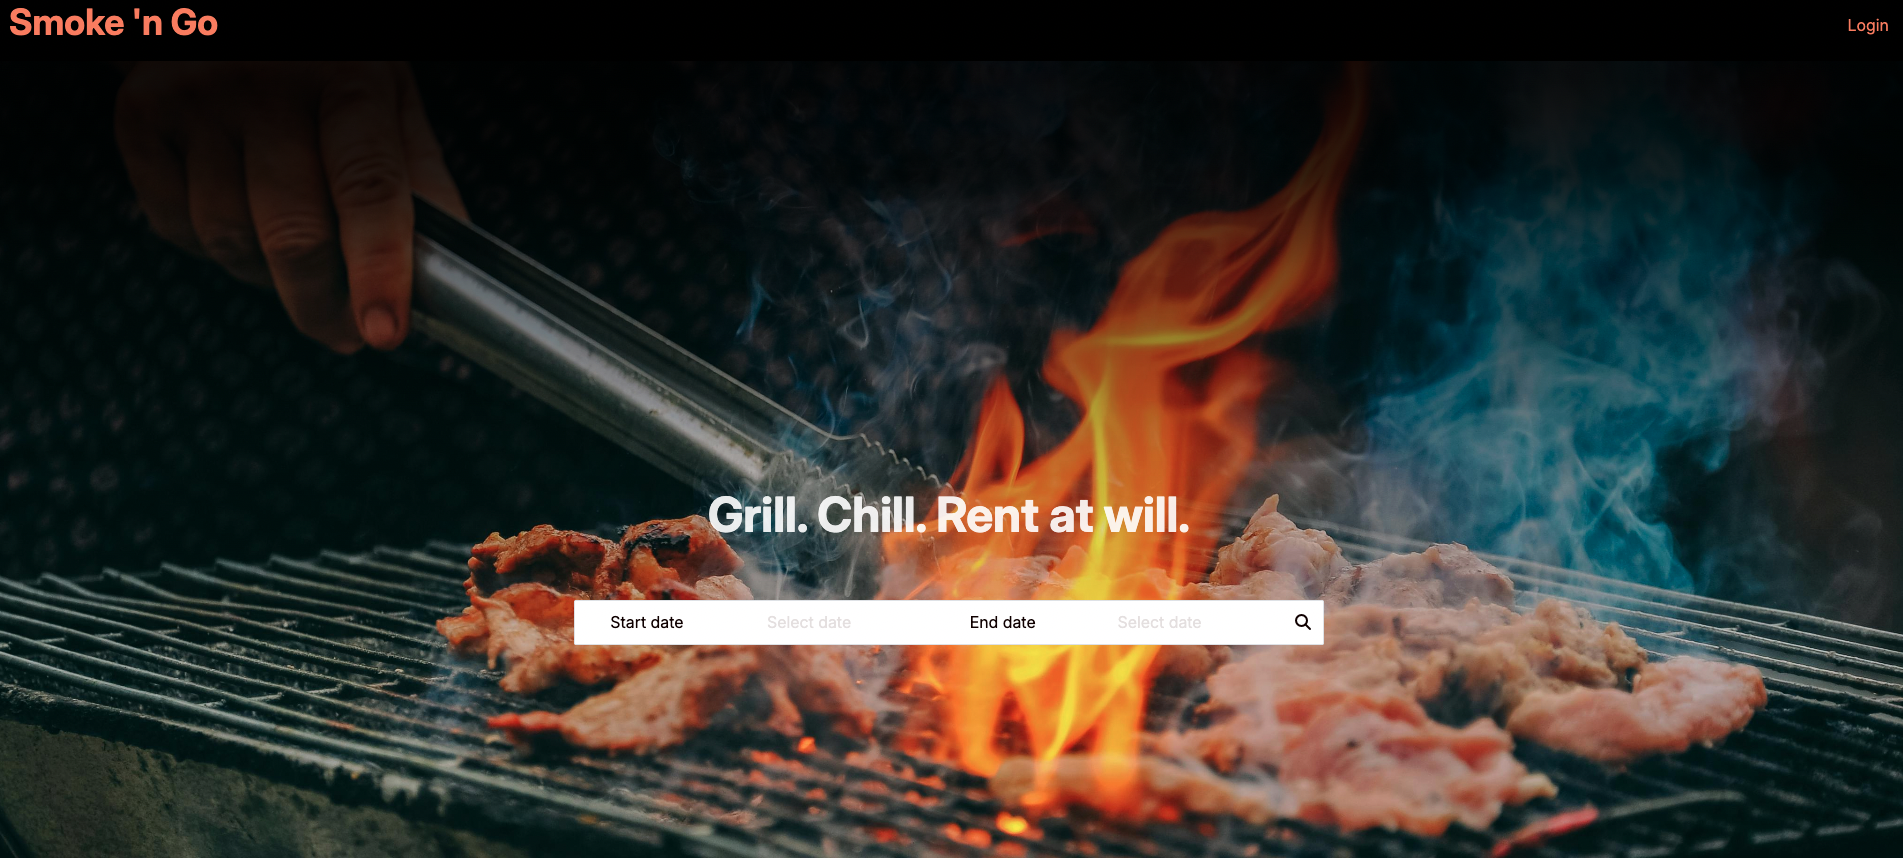 Smoke 'n Go
Login
Grill. Chill. Rent at will.
Start date Select date End date Select date